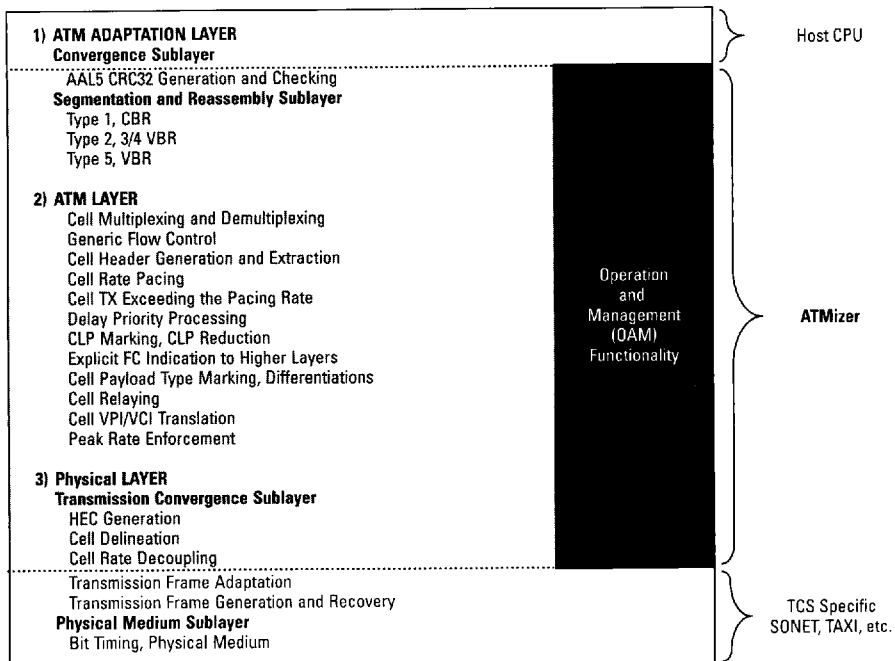 1) ATM ADAPTATION LAYER
Convergence Sublayer
AAL5 CRC32 Generation and Checking
Segmentation and Reassembly Sublayer
Type 1, CBR
Type 2, 3/4 VBR
Type 5, VBR
2) ATM LAYER
Cell Multiplexing and Demultiplexing
Generic Flow Control
Cell Header Generation and Extraction
Cell Rate Pacing
Cell TX Exceeding the Pacing Rate
Delay Priority Processing
CLP Marking, CLP Reduction
Explicit FC Indication to Higher Layers
Cell Payload Type Marking, Differentiations
Cell Relaying
Cell VPI/VCI Translation
Peak Rate Enforcement
3) Physical LAYER
Transmission Convergence Sublayer
HEC Generation
Cell Delineation
Cell Rate Decoupling
Transmission Frame Adaptation
Transmission Frame Generation and Recovery
Physical Medium Sublayer
Bit Timing, Physical Medium
Operation
and
Management
(OAM)
Functionality
Host CPU
ATMizer
TCS Specific
SONET, TAXI, etc.